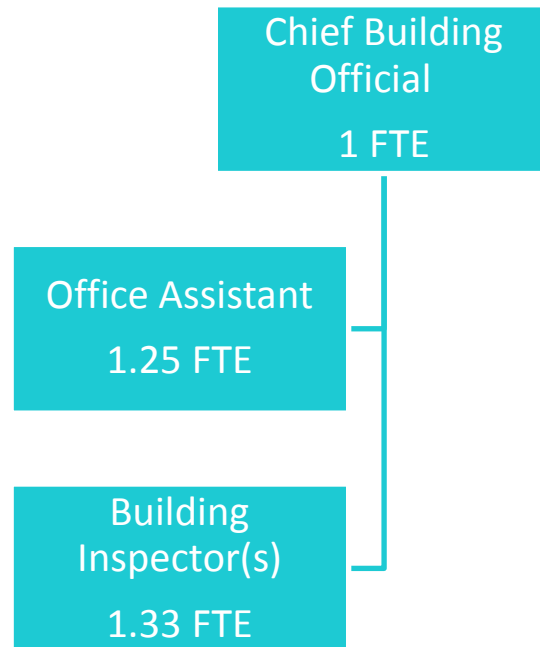 Chief Building
Official
1 FTE
Office Assistant
1.25 FTE
Building
Inspector(s)
1.33 FTE